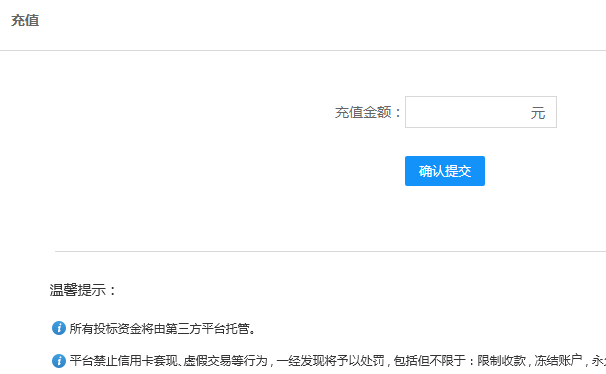 充值
充值金额：
元
确认提交
温馨提示：
所有投标资金将由第三方平台托管。
平台禁止信用卡套现、虚假交易等行为，一经发现将予以处罚，包括但不限于：限制收款，冻结账户，永